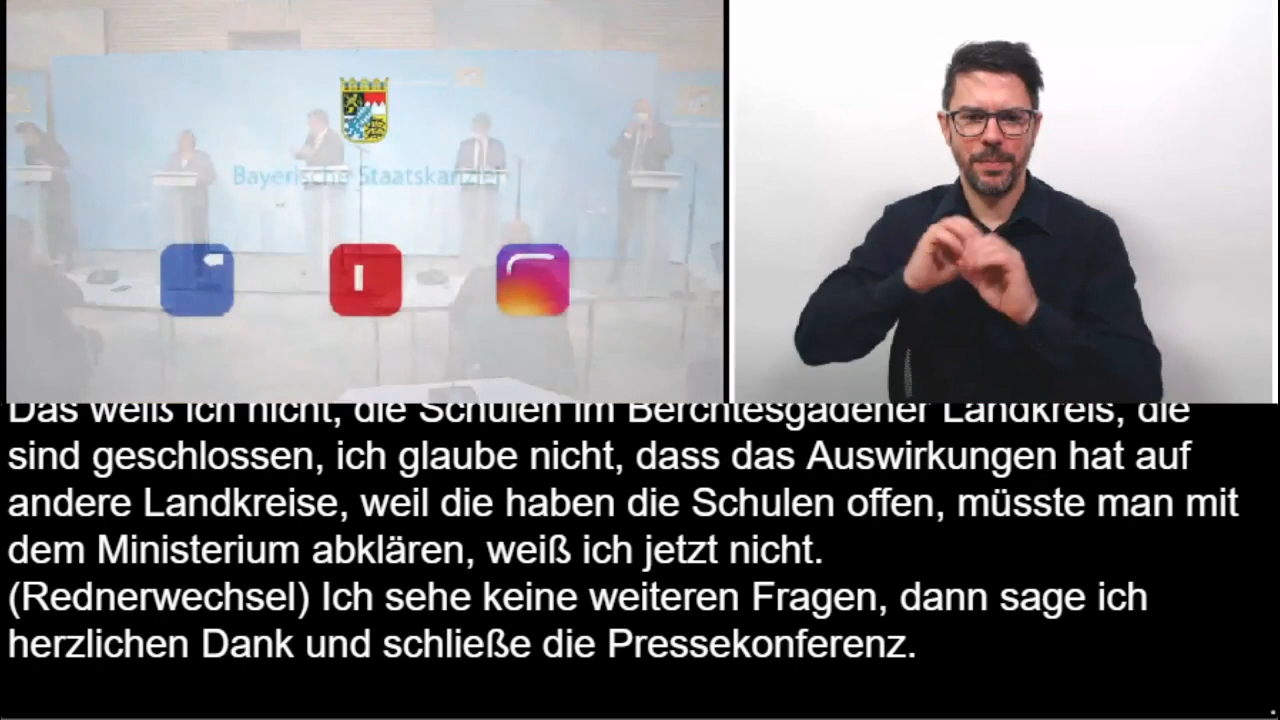 Bayerische Staatskanzlei
Das weiß ich nicht, die Schulen im Berchtesgadener Landkreis, die
sind geschlossen, ich glaube nicht, dass das Auswirkungen hat auf
andere Landkreise, weil die haben die Schulen offen, müsste man mit
dem Ministerium abklären, weiß ich jetzt nicht.
(Rednerwechsel) Ich sehe keine weiteren Fragen, dann sage ich
herzlichen Dank und schließe die Pressekonferenz.